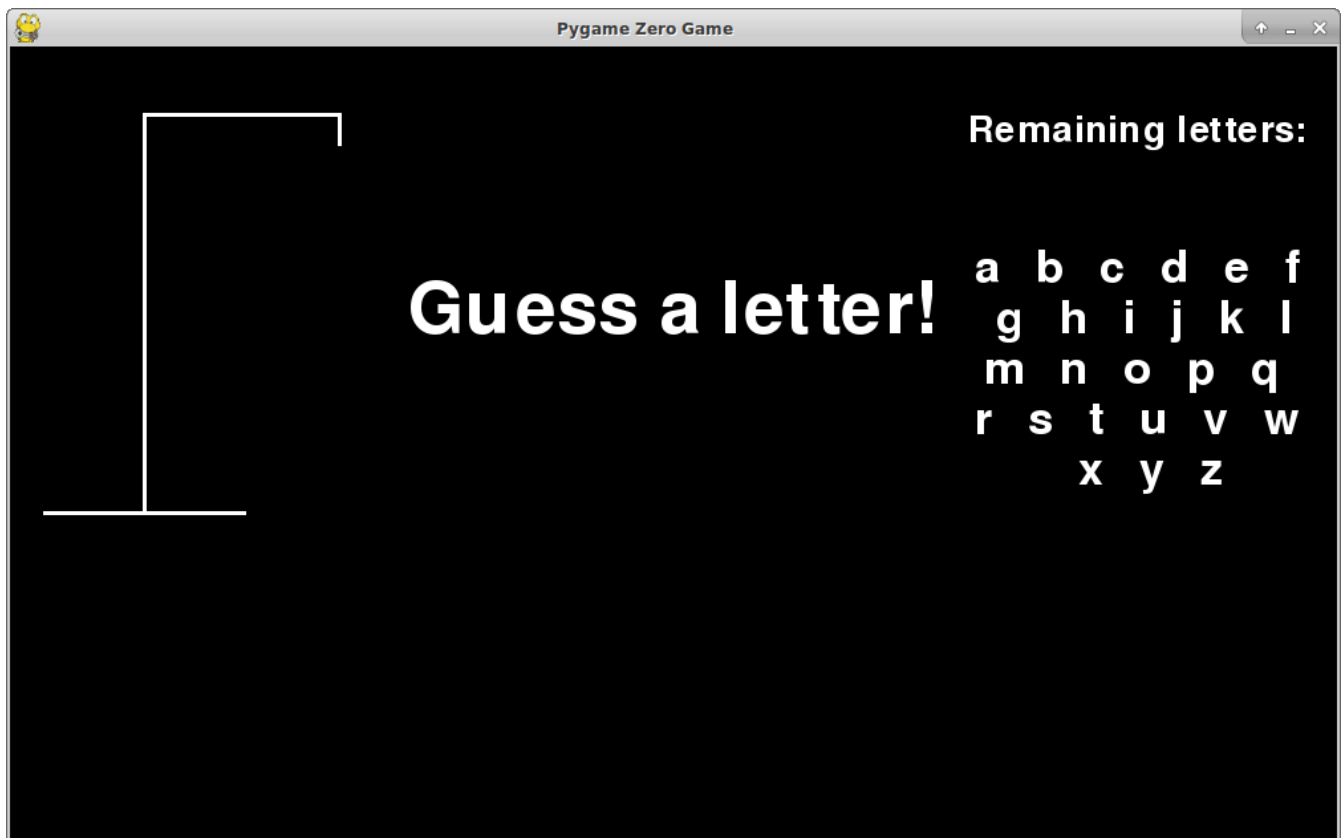 Pygame Zero Game
Remaining letters:
Guess a letter!
a b c d e f
g h i j k l
m n o p q
r s t u v w
x y z